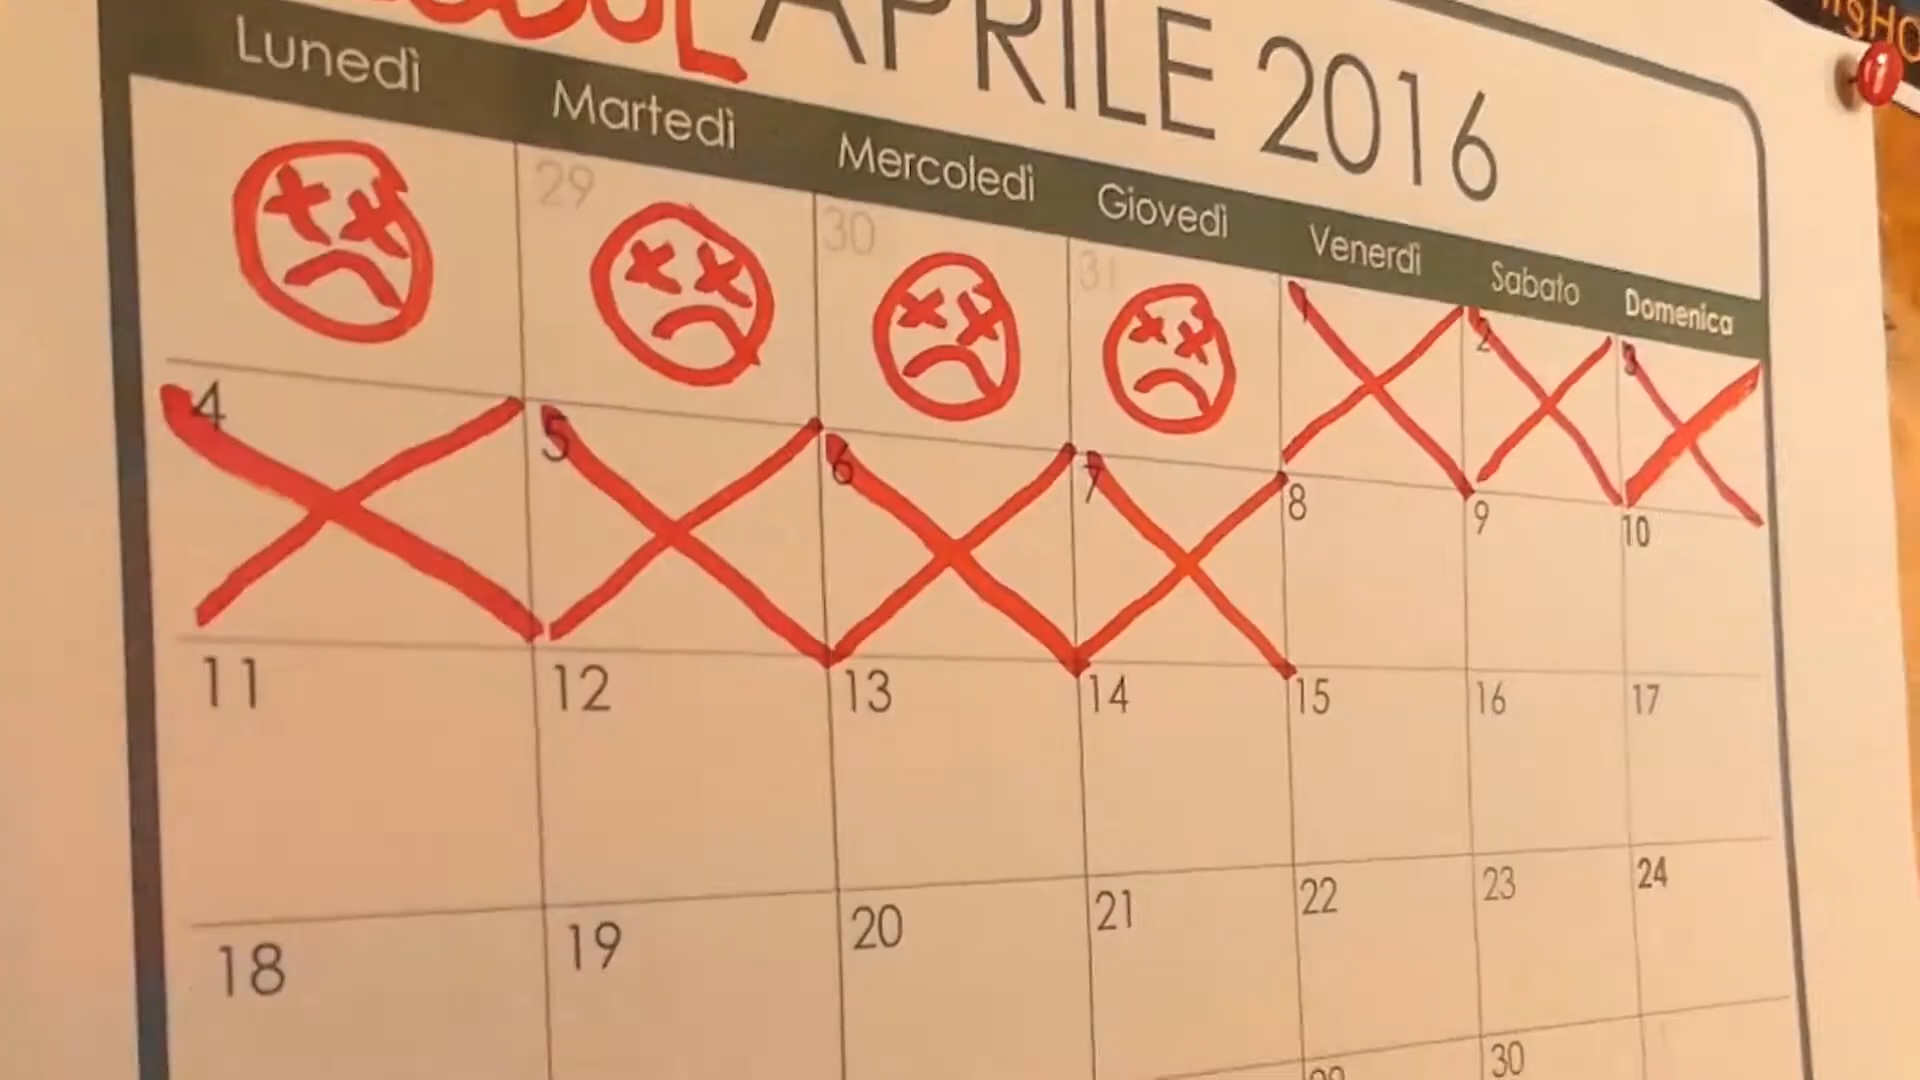 APRILE 2016
Lunedì Martedì Mercoledì Giovedì Venerdì Sabato Domenica
29 30 31 1 2 3
4 5 6 7 8 9 10
11 12 13 14 15 16 17
18 19 20 21 22 23 24
30